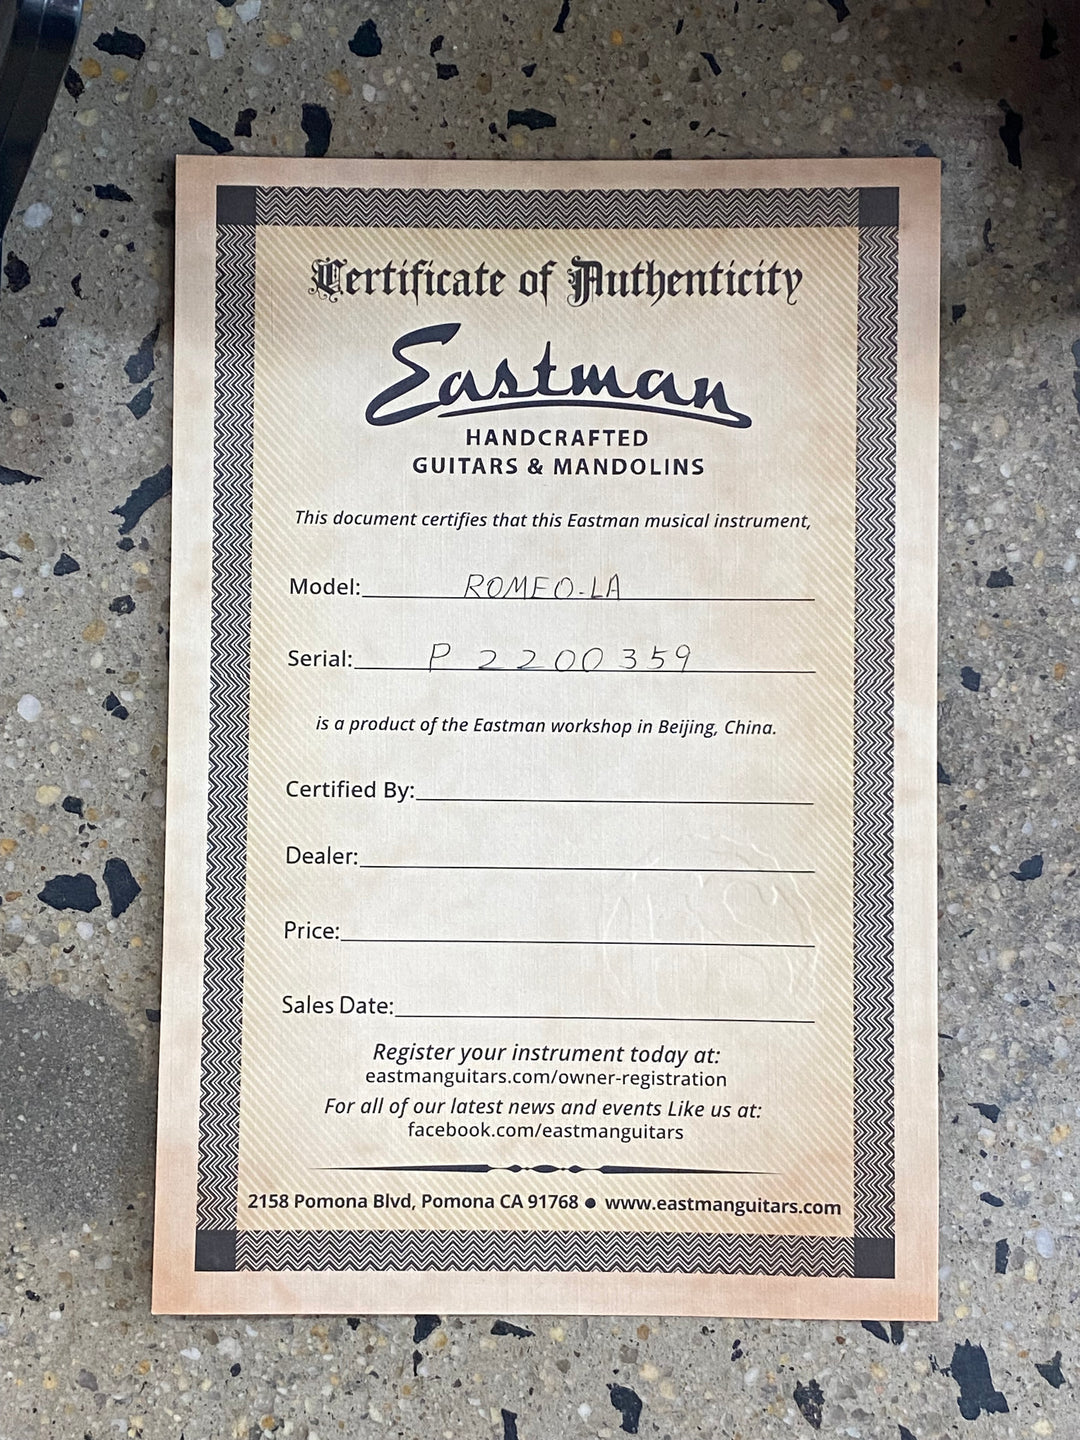 Certificate of Authenticity
Eastman
HANDCRAFTED
GUITARS & MANDOLINS
This document certifies that this Eastman musical instrument,
Model: ROMEO-LA
Serial: P2200359
is a product of the Eastman workshop in Beijing, China.
Certified By:
Dealer:
Price:
Sales Date:
Register your instrument today at:
eastmanguitars.com/owner-registration
For all of our latest news and events Like us at:
facebook.com/eastmanguitars
2158 Pomona Blvd, Pomona CA 91768 ● www.eastmanguitars.com